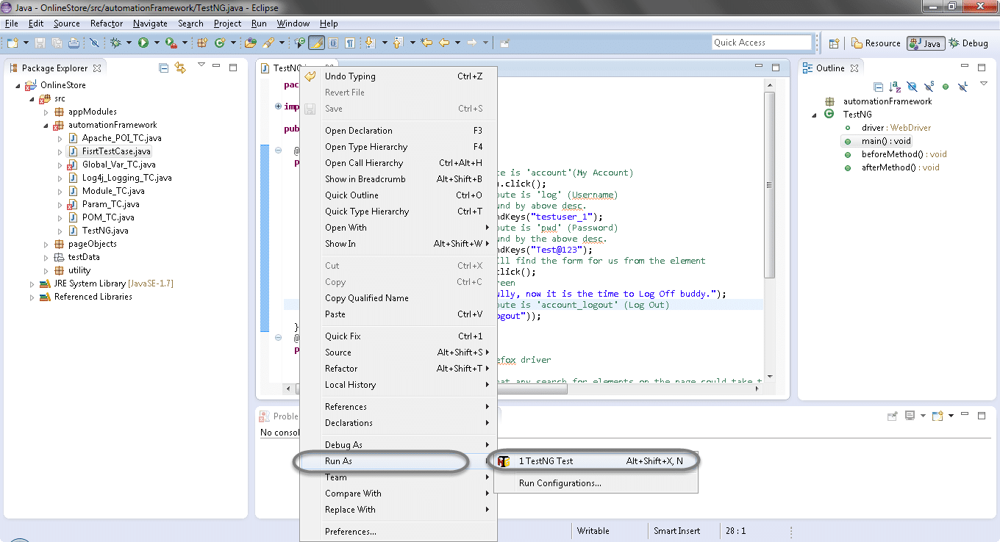 Java - OnlineStore/src/automationFramework/TestNG.java - Eclipse
File Edit Source Refactor Navigate Search Project Run Window Help
Quick Access
Resource
Java
Debug
Package Explorer
OnlineStore
src
appModules
automationFramework
Apache_POI_TC.java
FisrtTestCase.java
Global_Var_TC.java
Log4j_Logging_TC.java
Module_TC.java
Param_TC.java
POM_TC.java
TestNG.java
pageObjects
testData
utility
JRE System Library [JavaSE-1.7]
Referenced Libraries
TestNG
pac
imp
pub
@
p
te is 'account'(My Account)
.click();
ute is 'log' (Username)
nd by above desc.
ndKeys("testuser_1");
ute is 'pwd' (Password)
nd by the above desc.
ndKeys("Test@123");
ll find the form for us from the element
lick();
reen
ully, now it is the time to Log Off buddy.");
ute is 'account_logout' (Log Out)
ogout"));
}
@
p
efox driver
at any search for elements on the page could take t
Undo Typing Ctrl+Z
Revert File
Save Ctrl+S
Open Declaration F3
Open Type Hierarchy F4
Open Call Hierarchy Ctrl+Alt+H
Show in Breadcrumb Alt+Shift+B
Quick Outline Ctrl+O
Quick Type Hierarchy Ctrl+T
Open With
Show In Alt+Shift+W
Cut Ctrl+X
Copy Ctrl+C
Copy Qualified Name
Paste Ctrl+V
Quick Fix Ctrl+1
Source Alt+Shift+S
Refactor Alt+Shift+T
Local History
References
Declarations
Debug As
Run As
Team
Compare With
Replace With
Preferences...
1 TestNG Test Alt+Shift+X, N
Run Configurations...
Outline
automationFramework
TestNG
driver : WebDriver
main() : void
beforeMethod() : void
afterMethod() : void
Proble
No consol
Writable
Smart Insert
28 : 1